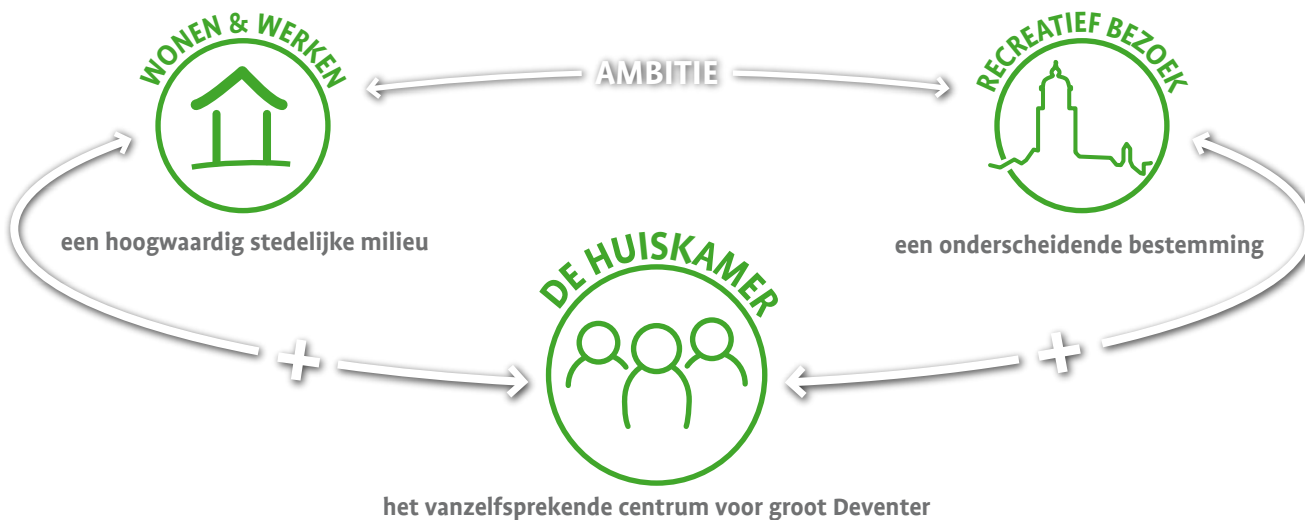 WONEN & WERKEN
AMBITIE
RECREATIEF BEZOEK
een hoogwaardig stedelijke milieu
een onderscheidende bestemming
+
DE HUISKAMER
+
het vanzelfsprekende centrum voor groot Deventer